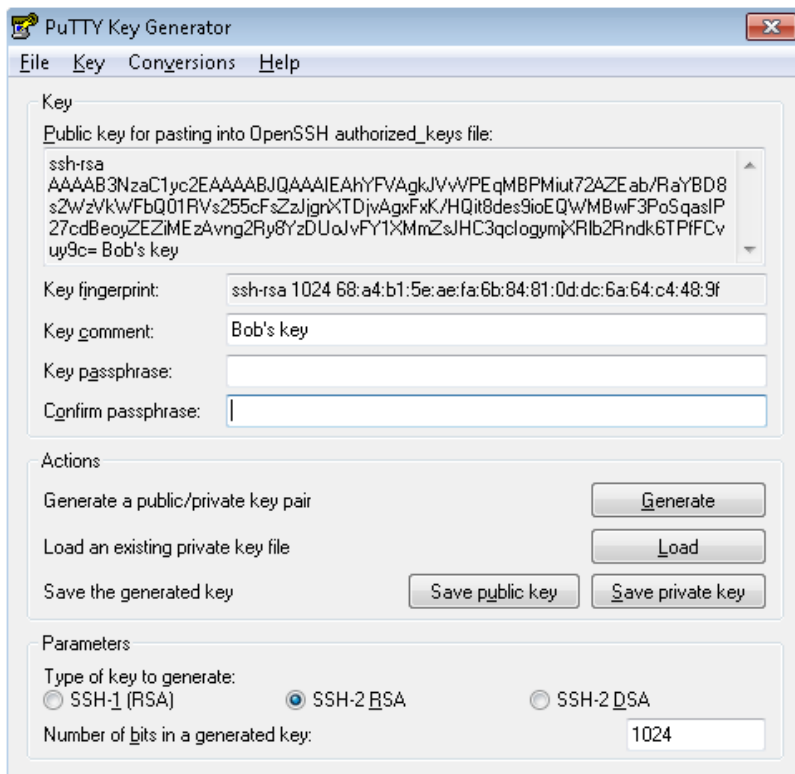 PuTTY Key Generator
File Key Conversions Help
Key
Public key for pasting into OpenSSH authorized_keys file:
ssh-rsa
AAAAB3NzaC1yc2EAAAABJQAAAIEAhYFVAgkJVvVPEqMBPMiut72AZEab/RaYBD8
s2WzVkWFbQ01RVs255cFsZzJjgnXTDjvAgxFxK/HQit8des9ioEQWMBwF3PoSqasIP
27cdBeoyZEZiMEzAvng2Ry8YzDUoJvFY1XMmZsJHC3qcIogymjXRIb2Rndk6TPfFCv
uy9c= Bob's key
Key fingerprint: ssh-rsa 1024 68:a4:b1:5e:ae:fa:6b:84:81:0d:dc:6a:64:c4:48:9f
Key comment: Bob's key
Key passphrase:
Confirm passphrase:
Actions
Generate a public/private key pair Generate
Load an existing private key file Load
Save the generated key Save public key Save private key
Parameters
Type of key to generate:
SSH-1 (RSA) SSH-2 RSA SSH-2 DSA
Number of bits in a generated key: 1024